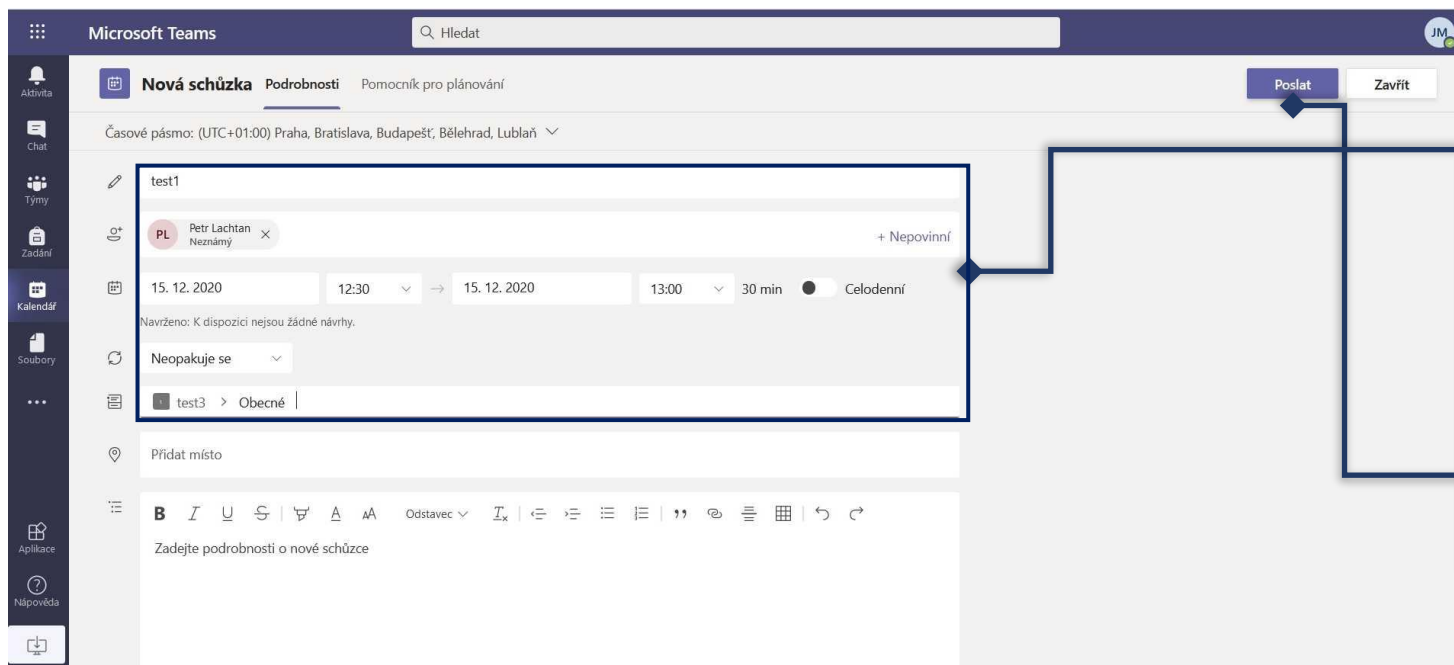 Microsoft Teams
Hledat
JM
Aktivita
Chat
Týmy
Zadání
Kalendář
Soubory
Aplikace
Nápověda
Nová schůzka Podrobnosti Pomocník pro plánování
Poslat Zavřít
Časové pásmo: (UTC+01:00) Praha, Bratislava, Budapešť, Bělehrad, Lublaň
test1
PL Petr Lachtan
Neznámý
+ Nepovinní
15. 12. 2020 12:30 → 15. 12. 2020 13:00 30 min Celodenní
Navrženo: K dispozici nejsou žádné návrhy.
Neopakuje se
test3 > Obecné
Přidat místo
B I U S A AA Odstavec
Zadejte podrobnosti o nové schůzce